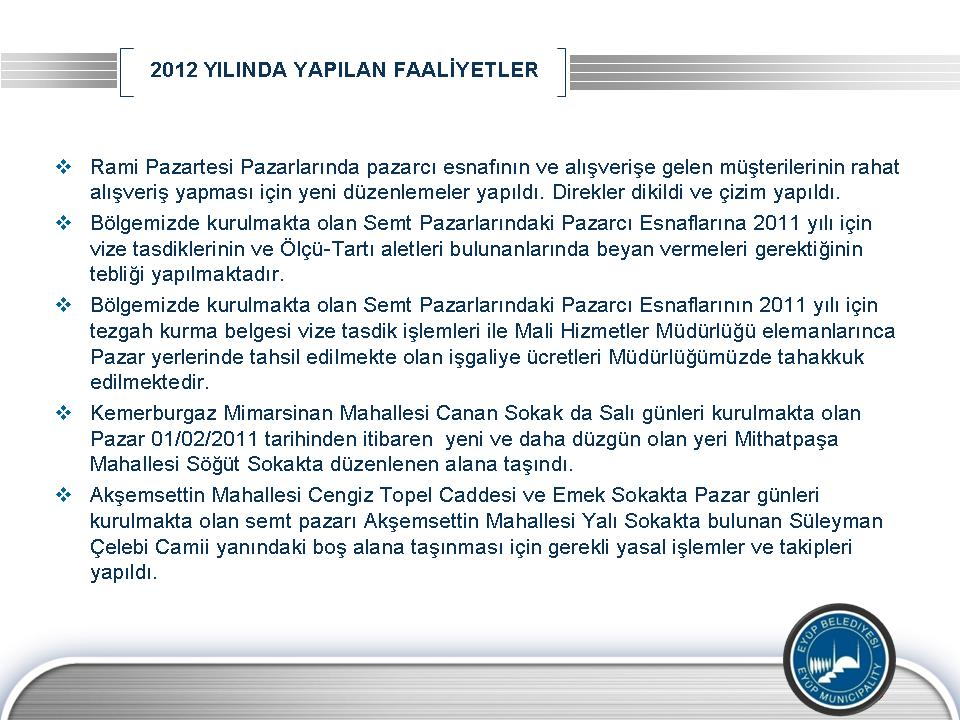 2012 YILINDA YAPILAN FAALİYETLER
❖ Rami Pazartesi Pazarlarında pazarcı esnafının ve alışverişe gelen müşterilerinin rahat
alışveriş yapması için yeni düzenlemeler yapıldı. Direkler dikildi ve çizim yapıldı.
❖ Bölgemizde kurulmakta olan Semt Pazarlarındaki Pazarcı Esnaflarına 2011 yılı için
vize tasdiklerinin ve Ölçü-Tartı aletleri bulunanlarında beyan vermeleri gerektiğinin
tebliği yapılmaktadır.
❖ Bölgemizde kurulmakta olan Semt Pazarlarındaki Pazarcı Esnaflarının 2011 yılı için
tezgah kurma belgesi vize tasdik işlemleri ile Mali Hizmetler Müdürlüğü elemanlarınca
Pazar yerlerinde tahsil edilmekte olan işgaliye ücretleri Müdürlüğümüzde tahakkuk
edilmektedir.
❖ Kemerburgaz Mimarsinan Mahallesi Canan Sokak da Salı günleri kurulmakta olan
Pazar 01/02/2011 tarihinden itibaren  yeni ve daha düzgün olan yeri Mithatpaşa
Mahallesi Söğüt Sokakta düzenlenen alana taşındı.
❖ Akşemsettin Mahallesi Cengiz Topel Caddesi ve Emek Sokakta Pazar günleri
kurulmakta olan semt pazarı Akşemsettin Mahallesi Yalı Sokakta bulunan Süleyman
Çelebi Camii yanındaki boş alana taşınması için gerekli yasal işlemler ve takipleri
yapıldı.
EYÜP BELEDİYESİ
EYÜP MUNICIPALITY